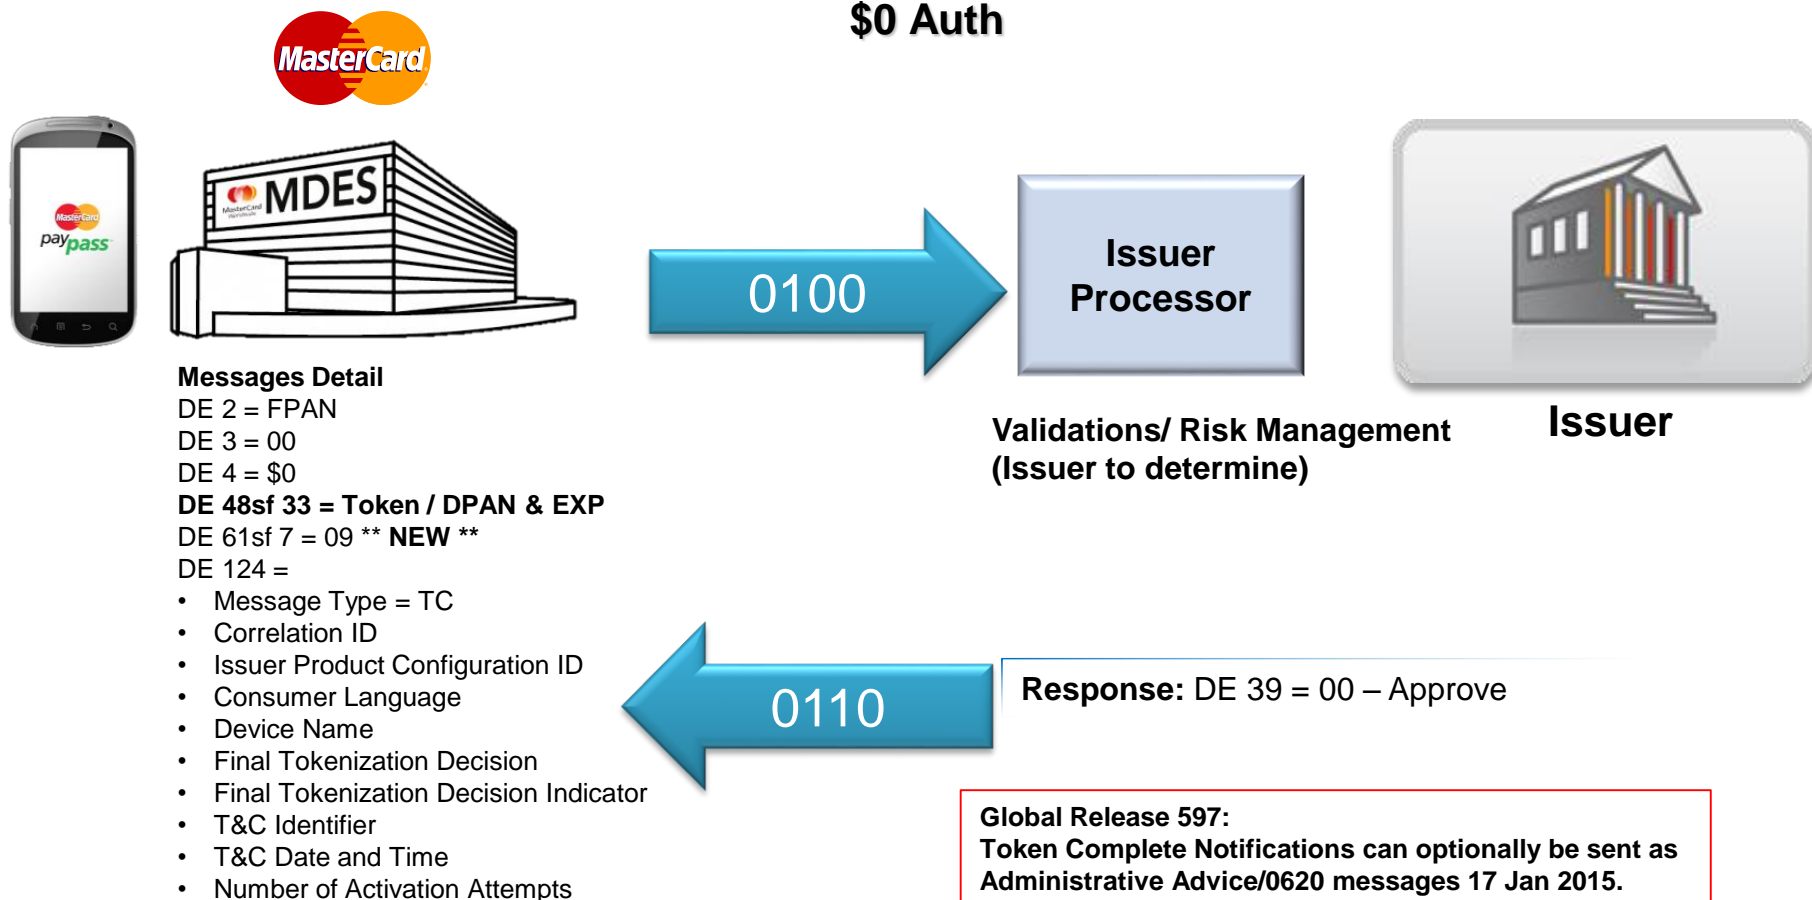 $0 Auth
MasterCard
MasterCard
paypass
MDES
0100
Issuer
Processor
Messages Detail
DE 2 = FPAN
DE 3 = 00
DE 4 = $0
DE 48sf 33 = Token / DPAN & EXP
DE 61sf 7 = 09 ** NEW **
DE 124 =
• Message Type = TC
• Correlation ID
• Issuer Product Configuration ID
• Consumer Language
• Device Name
• Final Tokenization Decision
• Final Tokenization Decision Indicator
• T&C Identifier
• T&C Date and Time
• Number of Activation Attempts
Validations/ Risk Management
(Issuer to determine)
Issuer
0110
Response: DE 39 = 00 – Approve
Global Release 597:
Token Complete Notifications can optionally be sent as
Administrative Advice/0620 messages 17 Jan 2015.